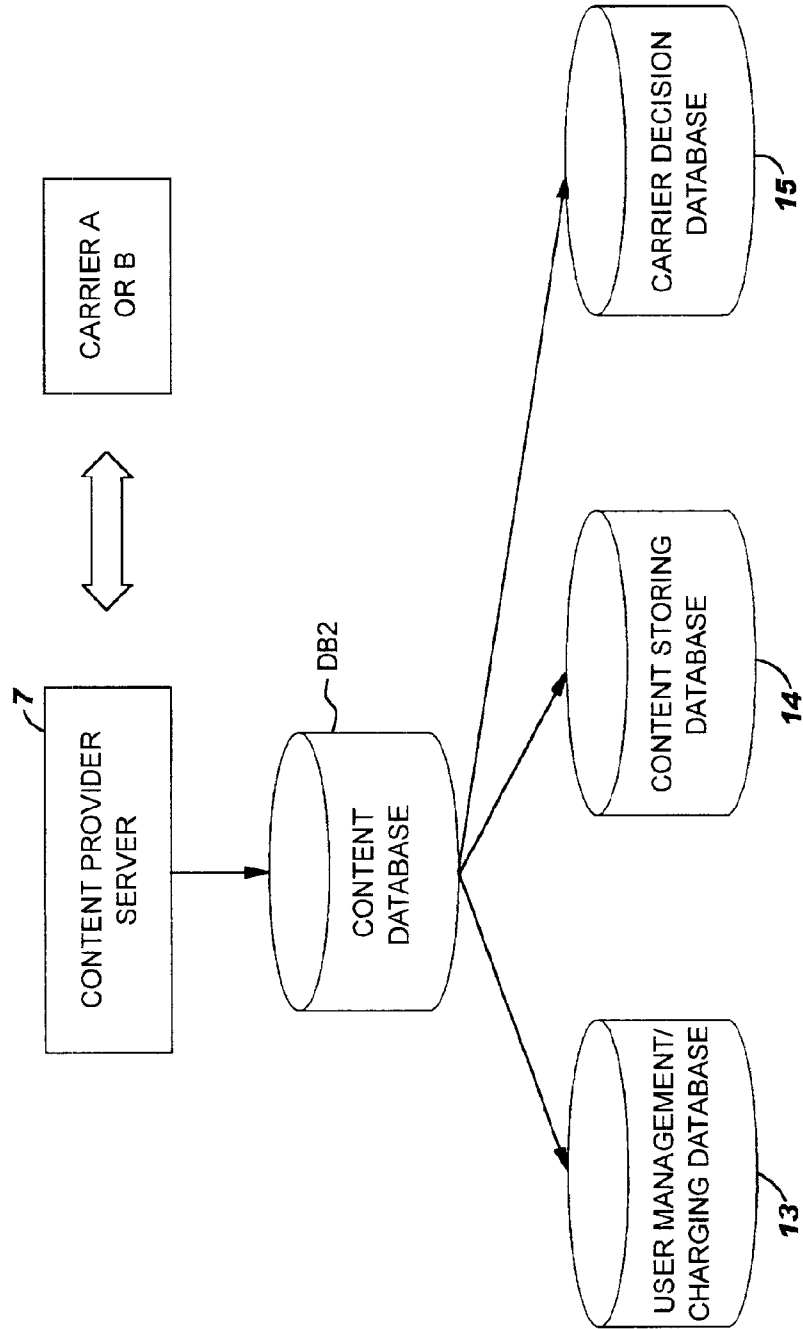 7
CONTENT PROVIDER
SERVER
CARRIER A
OR B
DB2
CONTENT
DATABASE
USER MANAGEMENT/
CHARGING DATABASE
13
CONTENT STORING
DATABASE
14
CARRIER DECISION
DATABASE
15